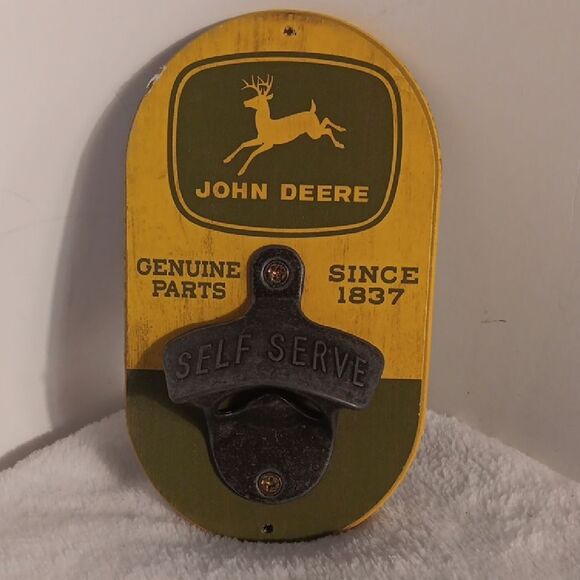 JOHN DEERE
GENUINE
PARTS
SINCE
1837
SELF SERVE